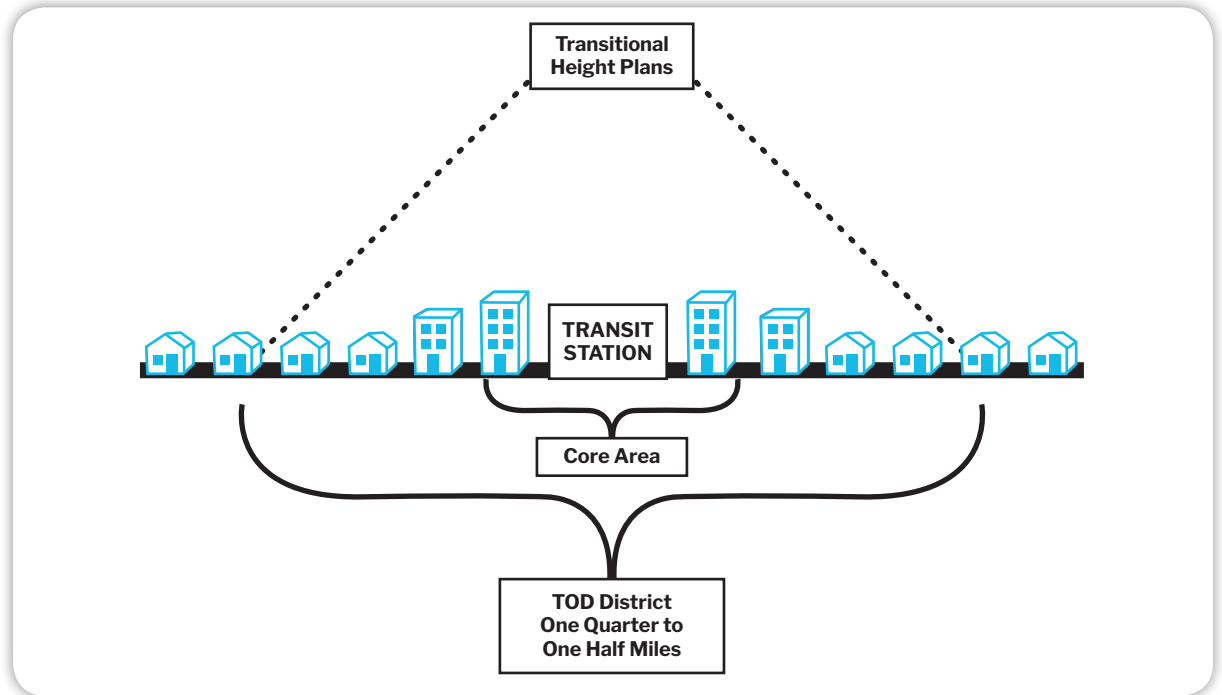 Transitional
Height Plans
TRANSIT
STATION
Core Area
TOD District
One Quarter to
One Half Miles